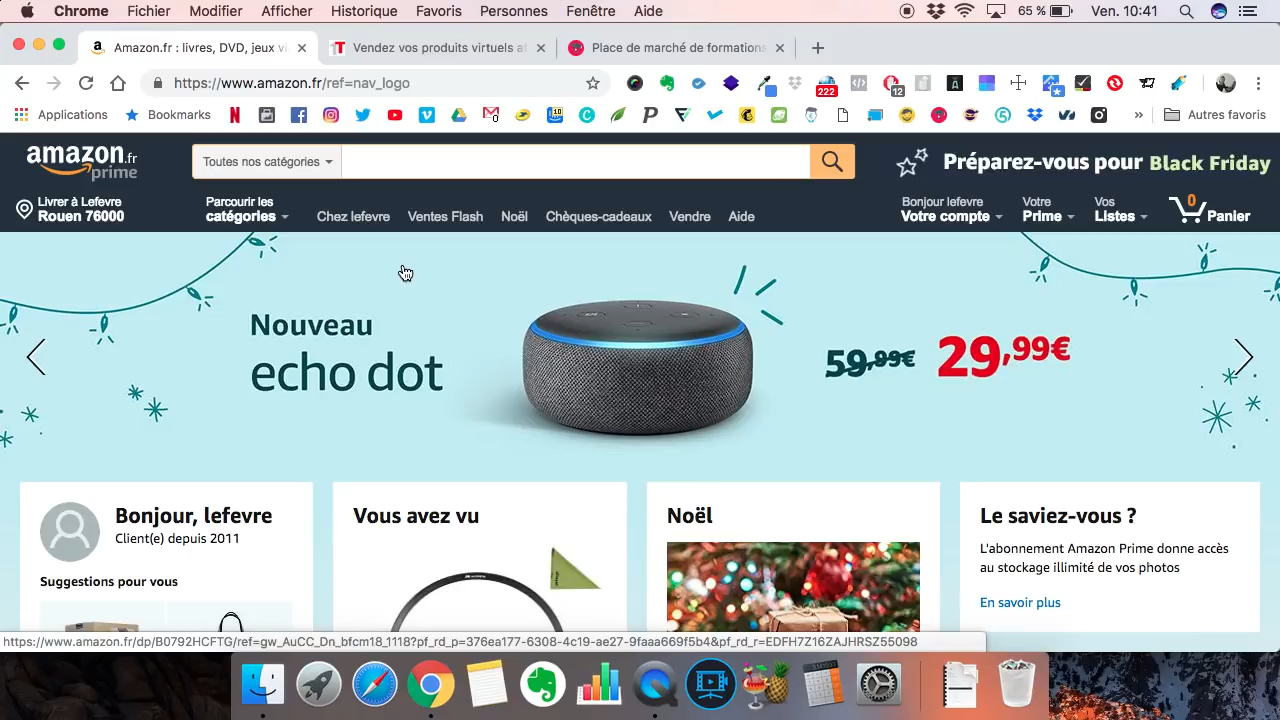 Chrome Fichier Modifier Afficher Historique Favoris Personnes Fenêtre Aide 65 % Ven. 10:41
Amazon.fr : livres, DVD, jeux vi
Vendez vos produits virtuels at
Place de marché de formations
https://www.amazon.fr/ref=nav_logo
222
12
Applications Bookmarks Autres favoris
amazon.fr
prime
Toutes nos catégories
Préparez-vous pour Black Friday
Livrer à Lefevre
Rouen 76000
Parcourir les
catégories
Chez lefevre Ventes Flash Noël Chèques-cadeaux Vendre Aide
Bonjour lefevre
Votre compte
Votre
Prime
Vos
Listes
0
Panier
Nouveau
echo dot
59,99€ 29,99€
Bonjour, lefevre
Client(e) depuis 2011
Suggestions pour vous
Vous avez vu
Noël
Le saviez-vous ?
L'abonnement Amazon Prime donne accès
au stockage illimité de vos photos
En savoir plus
https://www.amazon.fr/dp/B0792HCFTG/ref=gw_AuCC_Dn_bfcm18_1118?pf_rd_p=376ea177-6308-4c19-ae27-9faaa669f5b4&pf_rd_r=EDFH7Z16ZAJHRSZ55098